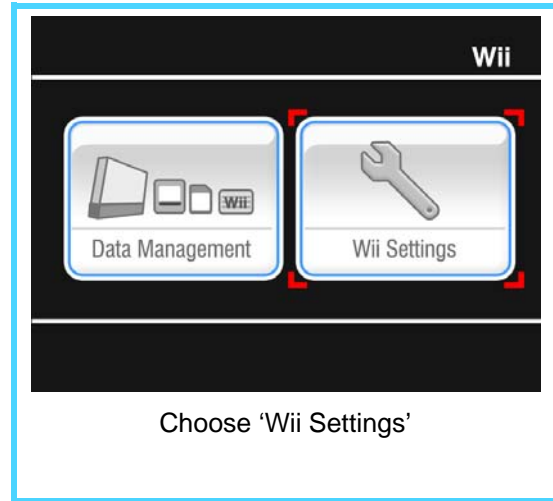 Wii
Wii
Data Management
Wii Settings
Choose ‘Wii Settings’